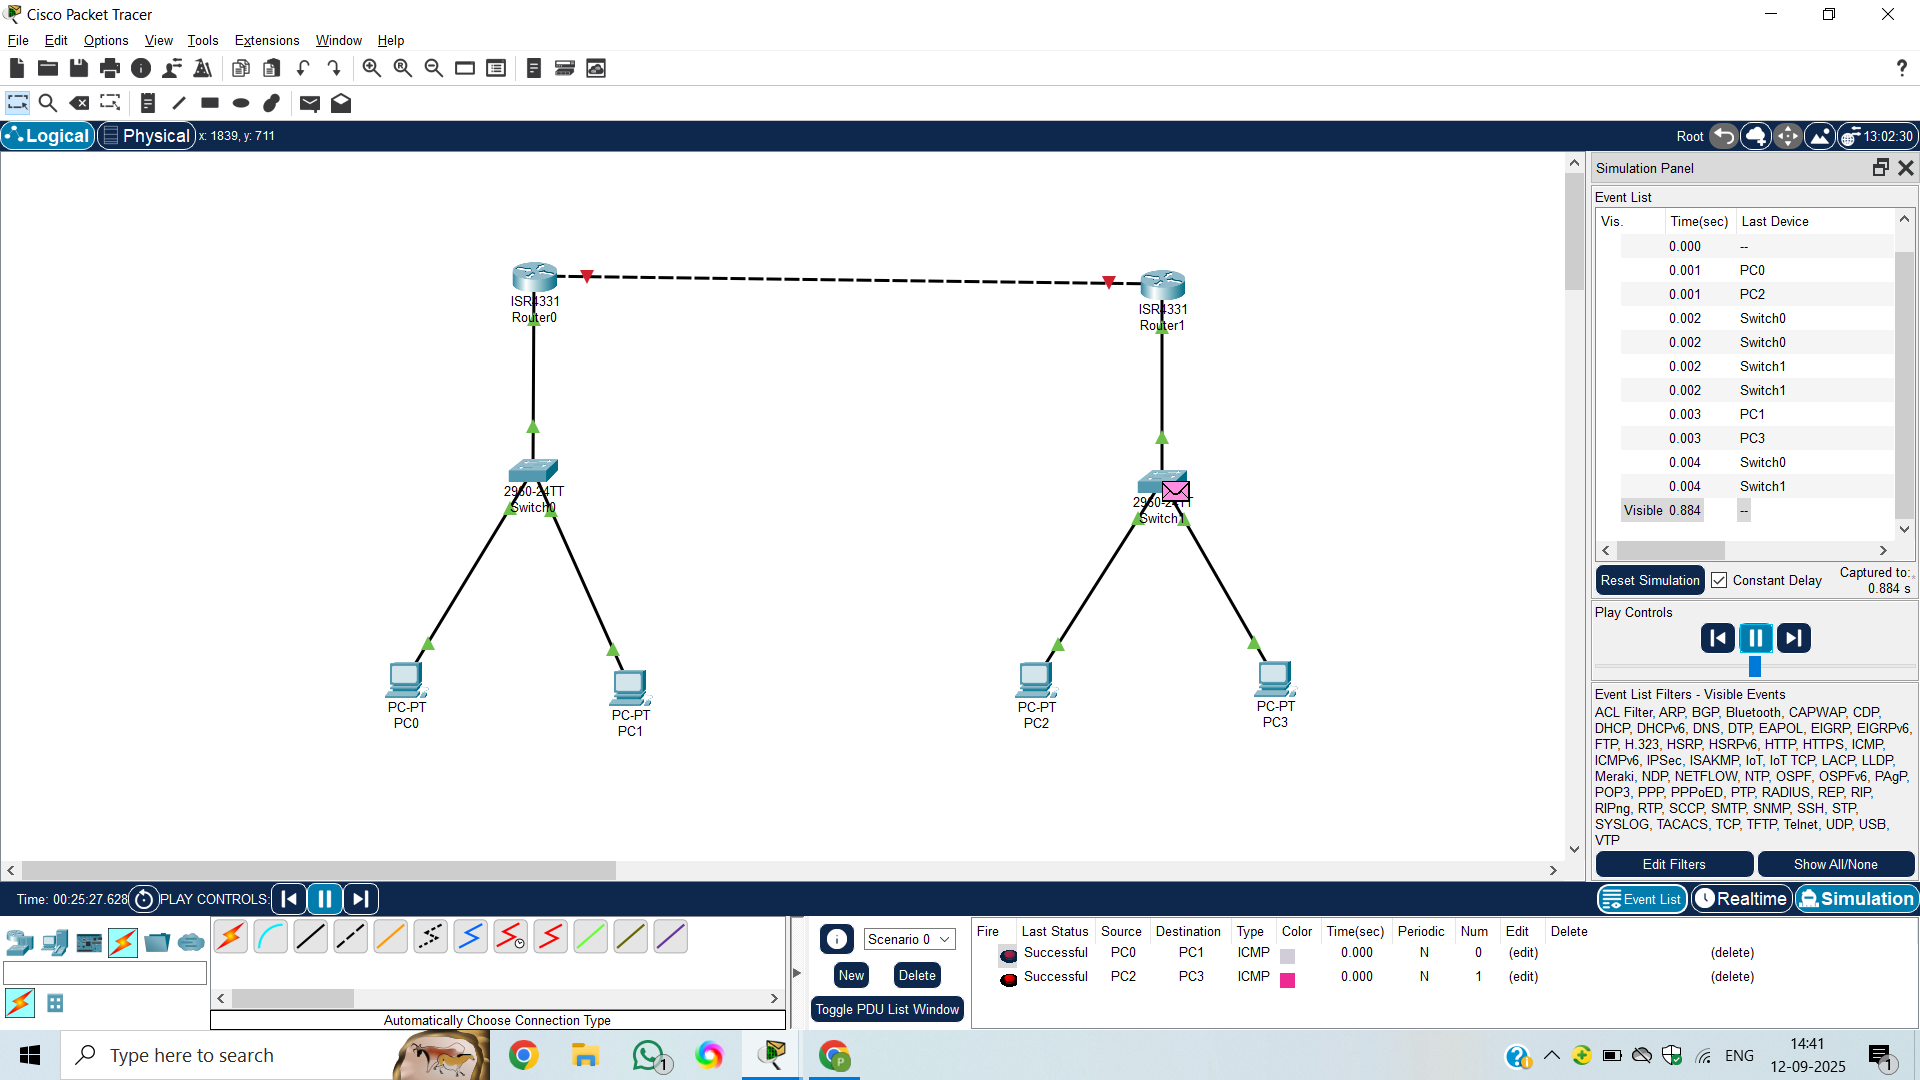 Cisco Packet Tracer
File Edit Options View Tools Extensions Window Help
Logical Physical x: 1839, y: 711
Root 13:02:30
ISR4331
Router0
ISR4331
Router1
2960-24TT
Switch0
2960-24TT
Switch1
PC-PT
PC0
PC-PT
PC1
PC-PT
PC2
PC-PT
PC3
Simulation Panel
Event List
Vis. Time(sec) Last Device
0.000 --
0.001 PC0
0.001 PC2
0.002 Switch0
0.002 Switch0
0.002 Switch1
0.002 Switch1
0.003 PC1
0.003 PC3
0.004 Switch0
0.004 Switch1
Visible 0.884 --
Reset Simulation Constant Delay Captured to:
0.884 s
Play Controls
Event List Filters - Visible Events
ACL Filter, ARP, BGP, Bluetooth, CAPWAP, CDP,
DHCP, DHCPv6, DNS, DTP, EAPOL, EIGRP, EIGRPv6,
FTP, H.323, HSRP, HSRPv6, HTTP, HTTPS, ICMP,
ICMPv6, IPSec, ISAKMP, IoT, IoT TCP, LACP, LLDP,
Meraki, NDP, NETFLOW, NTP, OSPF, OSPFv6, PAgP,
POP3, PPP, PPPoED, PTP, RADIUS, REP, RIP,
RIPng, RTP, SCCP, SMTP, SNMP, SSH, STP,
SYSLOG, TACACS, TCP, TFTP, Telnet, UDP, USB,
VTP
Edit Filters Show All/None
Time: 00:25:27.628 PLAY CONTROLS:
Event List Realtime Simulation
Automatically Choose Connection Type
Scenario 0
New Delete
Toggle PDU List Window
Fire Last Status Source Destination Type Color Time(sec) Periodic Num Edit Delete
Successful PC0 PC1 ICMP 0.000 N 0 (edit) (delete)
Successful PC2 PC3 ICMP 0.000 N 1 (edit) (delete)
Type here to search
1
P
ENG
14:41
12-09-2025
1